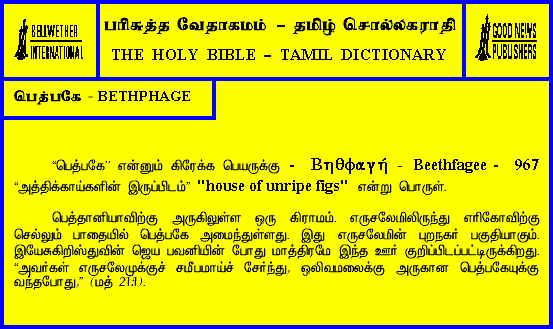 BELLWETHER
INTERNATIONAL
பரிசுத்த வேதாகமம் – தமிழ் சொல்லகராதி
THE HOLY BIBLE – TAMIL DICTIONARY
GOOD NEWS
PUBLISHERS
பெத்பகே - BETHPHAGE
“பெத்பகே” என்னும் கிரேக்க பெயருக்கு - Βηθφαγή - Beethfagee - 967
“அத்திக்காய்களின் இருப்பிடம்” "house of unripe figs" என்று பொருள்.
பெத்தானியாவிற்கு அருகிலுள்ள ஒரு கிராமம். எருசலேமிலிருந்து எரிகோவிற்கு
செல்லும் பாதையில் பெத்பகே அமைந்துள்ளது. இது எருசலேமின் புறநகர் பகுதியாகும்.
இயேசுகிறிஸ்துவின் ஜெய பவனியின் போது மாத்திரமே இந்த ஊர் குறிப்பிடப்பட்டிருக்கிறது.
“அவர்கள் எருசலேமுக்குச் சமீபமாய்ச் சேர்ந்து, ஒலிவமலைக்கு அருகான பெத்பகேயுக்கு
வந்தபோது,” (மத் 21:1).